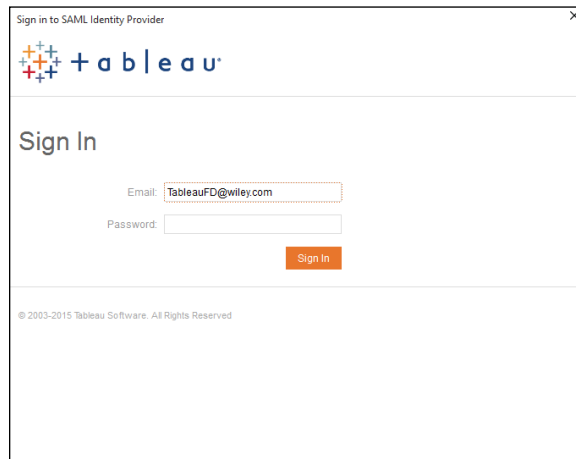 Sign in to SAML Identity Provider
+ a b l e a u
Sign In
Email: TableauFD@wiley.com
Password:
Sign In
© 2003-2015 Tableau Software. All Rights Reserved